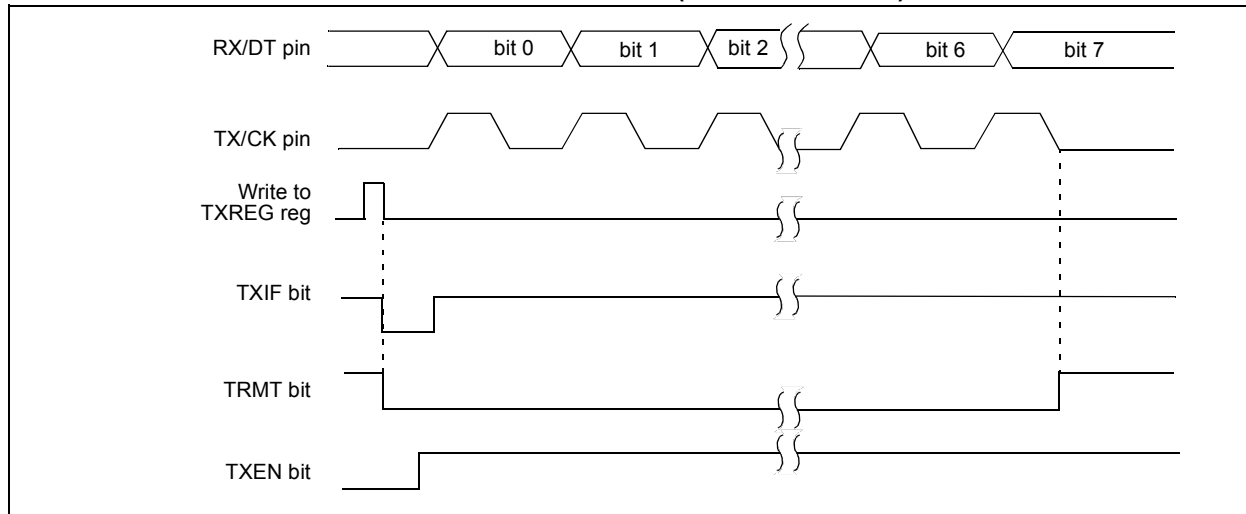 RX/DT pin
bit 0 bit 1 bit 2 bit 6 bit 7
TX/CK pin
Write to
TXREG reg
TXIF bit
TRMT bit
TXEN bit